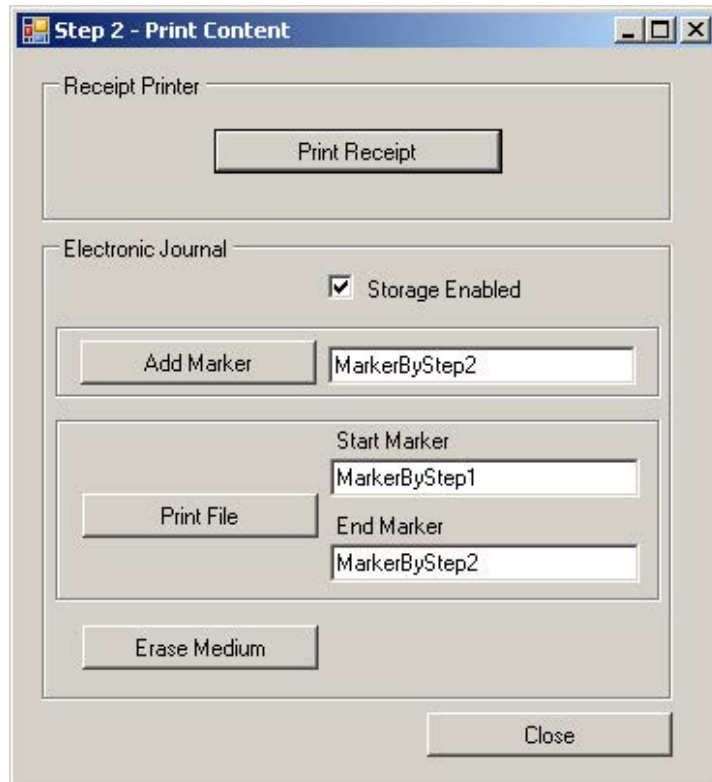 Step 2 - Print Content
Receipt Printer
Print Receipt
Electronic Journal
Storage Enabled
Add Marker MarkerByStep2
Start Marker
MarkerByStep1
Print File
End Marker
MarkerByStep2
Erase Medium
Close